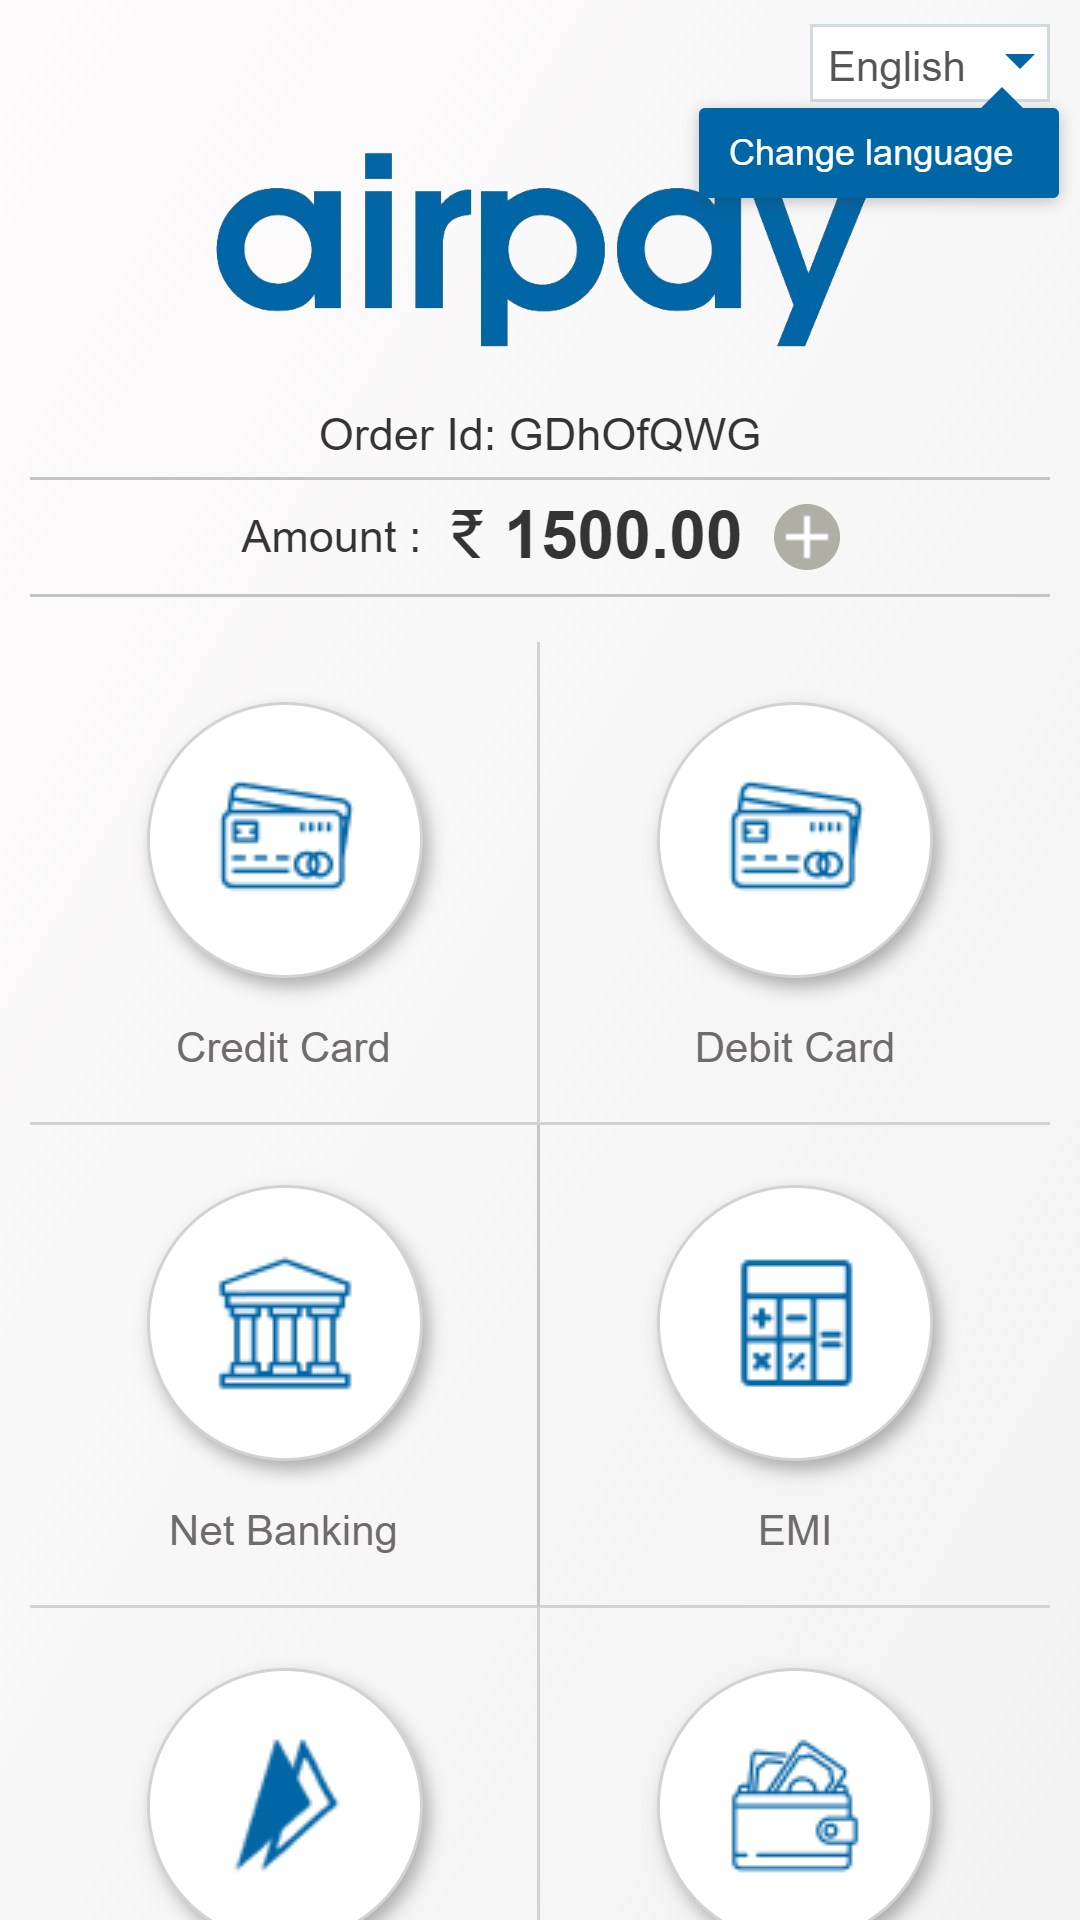 English
Change language
airpay
Order Id: GDhOfQWG
Amount : ₹ 1500.00
Credit Card
Debit Card
Net Banking
EMI